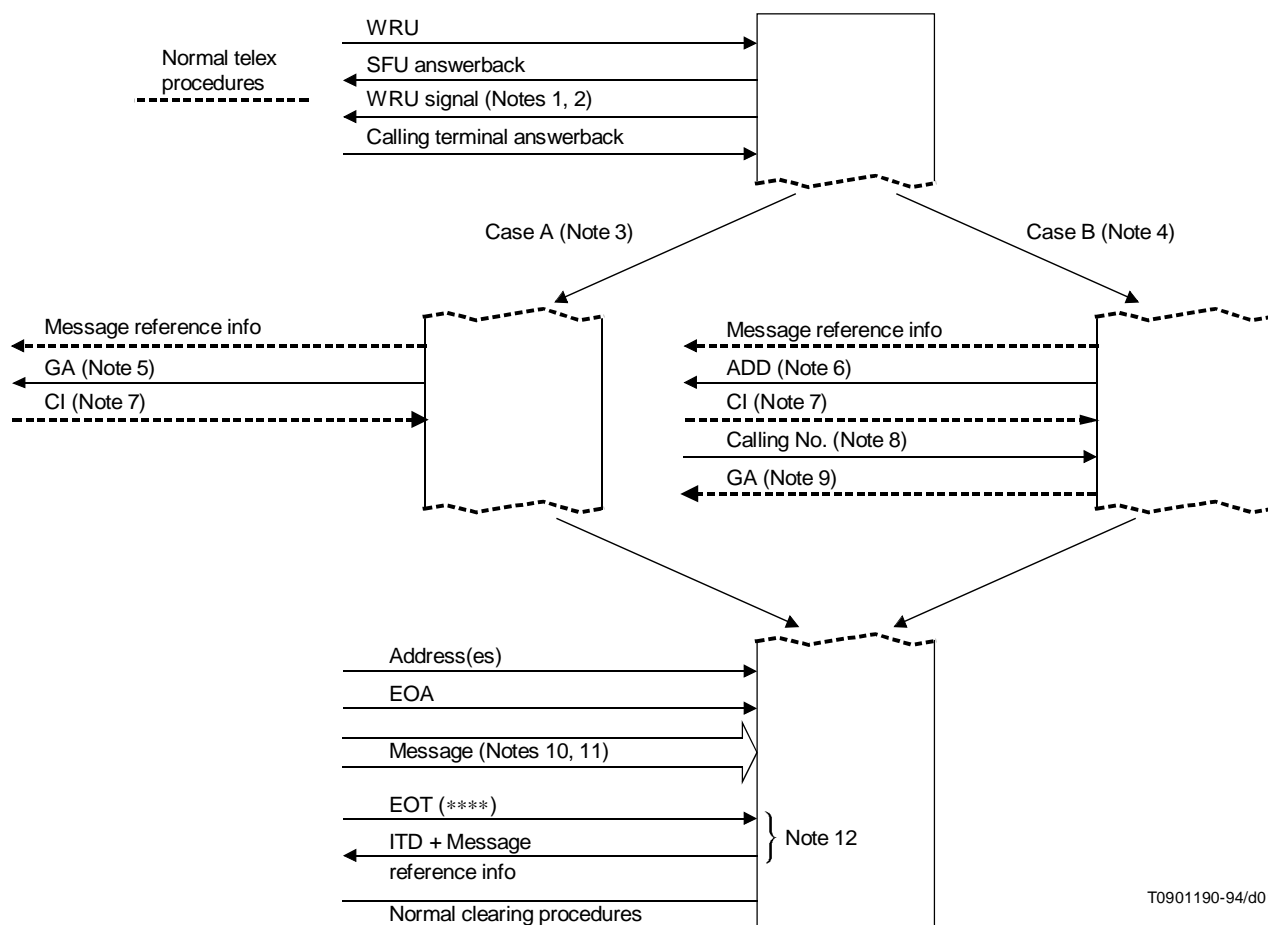 WRU
Normal telex
procedures
SFU answerback
WRU signal (Notes 1, 2)
Calling terminal answerback
Case A (Note 3)
Case B (Note 4)
Message reference info
GA (Note 5)
CI (Note 7)
Message reference info
ADD (Note 6)
CI (Note 7)
Calling No. (Note 8)
GA (Note 9)
Address(es)
EOA
Message (Notes 10, 11)
EOT (****)
ITD + Message
reference info
Note 12
Normal clearing procedures
T0901190-94/d0